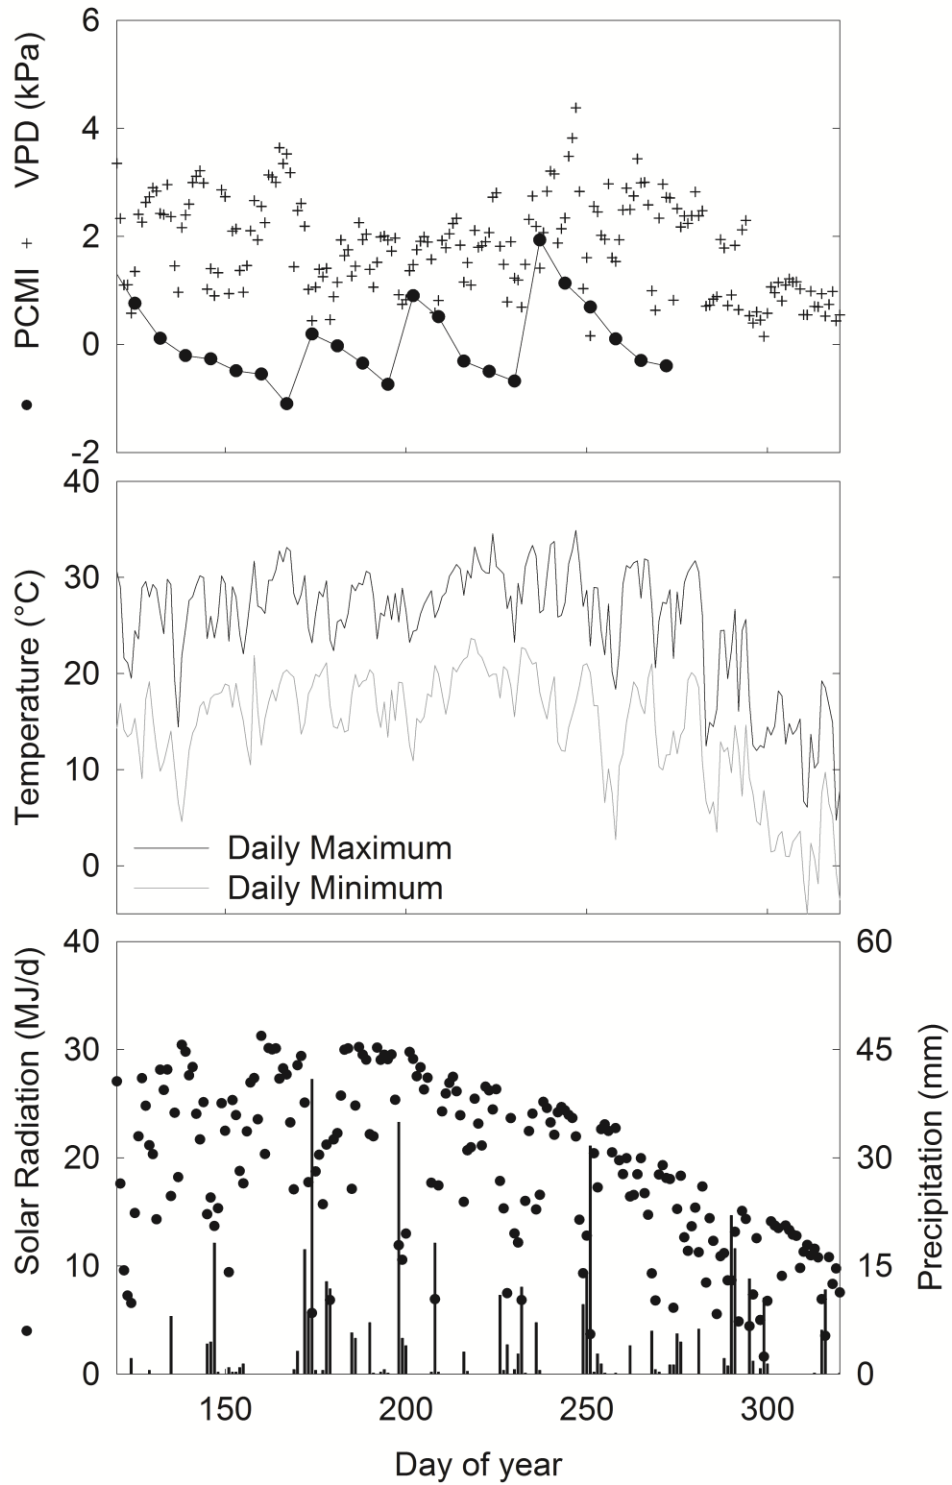 6
4
2
0
-2
● PCMI + VPD (kPa)
40
30
20
10
0
Temperature (°C)
Daily Maximum
Daily Minimum
40
30
20
10
0
● Solar Radiation (MJ/d)
60
45
30
15
0
Precipitation (mm)
150 200 250 300
Day of year